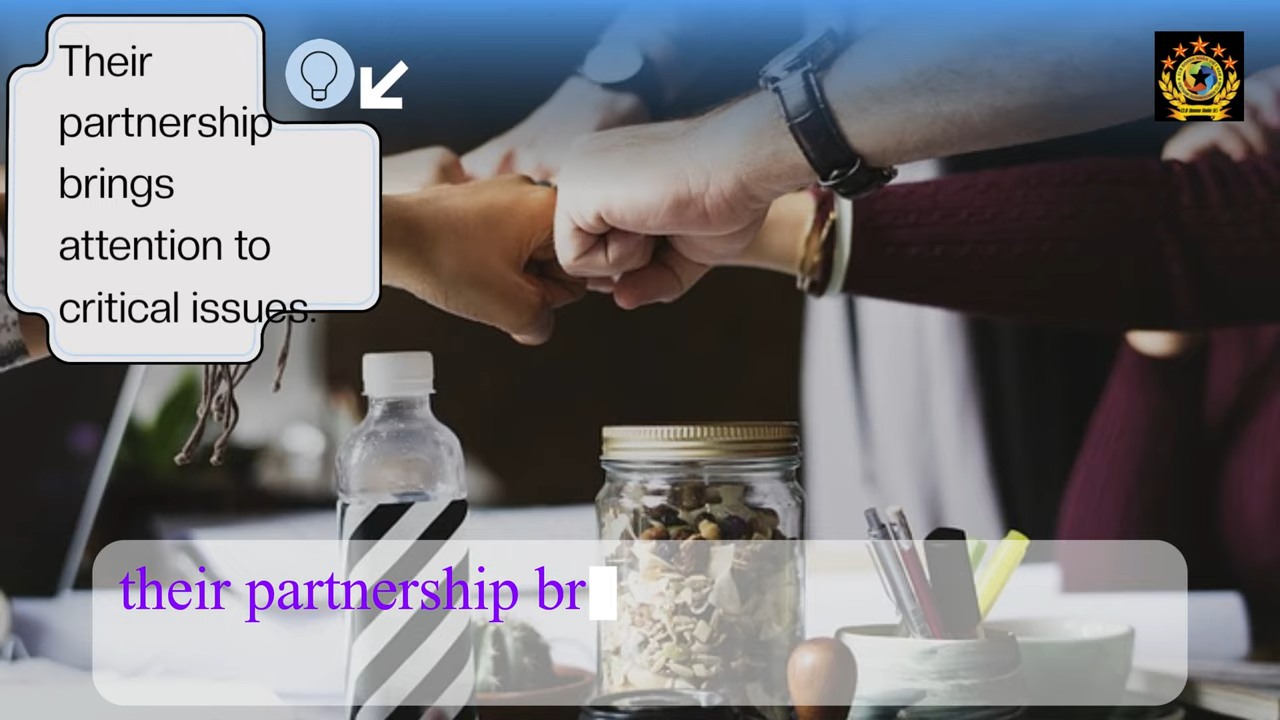 Their
partnership
brings
attention to
critical issues.
their partnership br